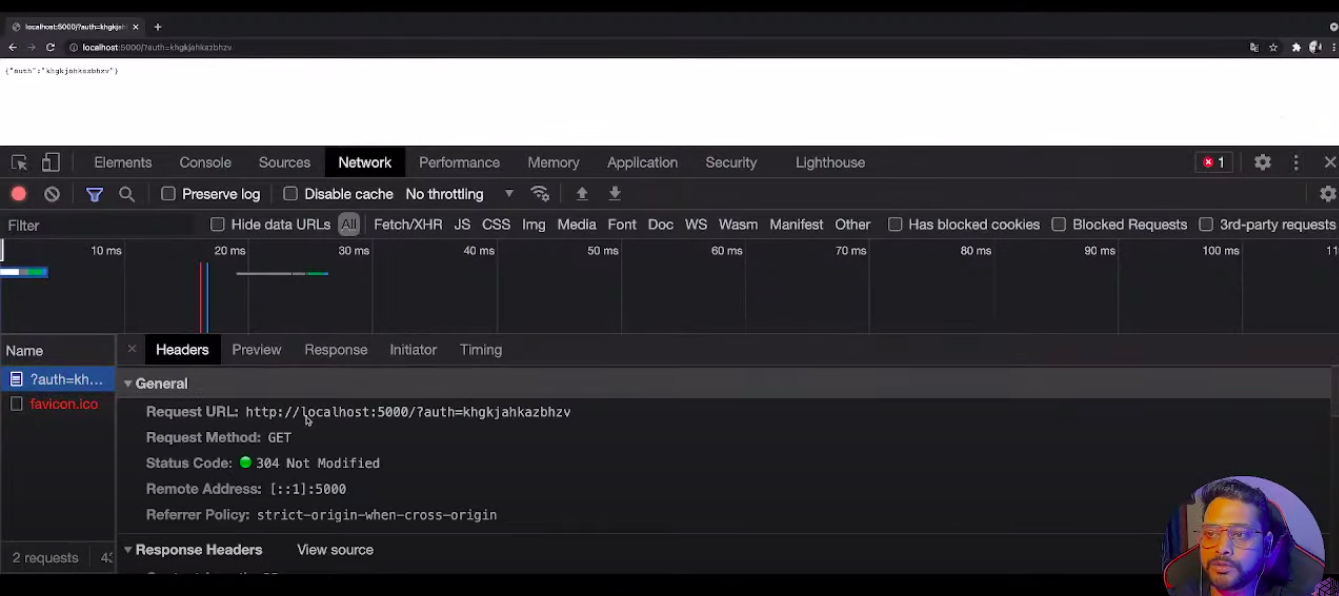 localhost:5000/?auth=khgkjah
localhost:5000/?auth=khgkjahkazbhzv
{"auth":"khgkjahkazbhzv"}
Elements Console Sources Network Performance Memory Application Security Lighthouse 1
Preserve log Disable cache No throttling
Filter Hide data URLs All Fetch/XHR JS CSS Img Media Font Doc WS Wasm Manifest Other Has blocked cookies Blocked Requests 3rd-party requests
10 ms 20 ms 30 ms 40 ms 50 ms 60 ms 70 ms 80 ms 90 ms 100 ms 11
Name Headers Preview Response Initiator Timing
?auth=kh... General
favicon.ico Request URL: http://localhost:5000/?auth=khgkjahkazbhzv
Request Method: GET
Status Code: 304 Not Modified
Remote Address: [::1]:5000
Referrer Policy: strict-origin-when-cross-origin
2 requests Response Headers View source